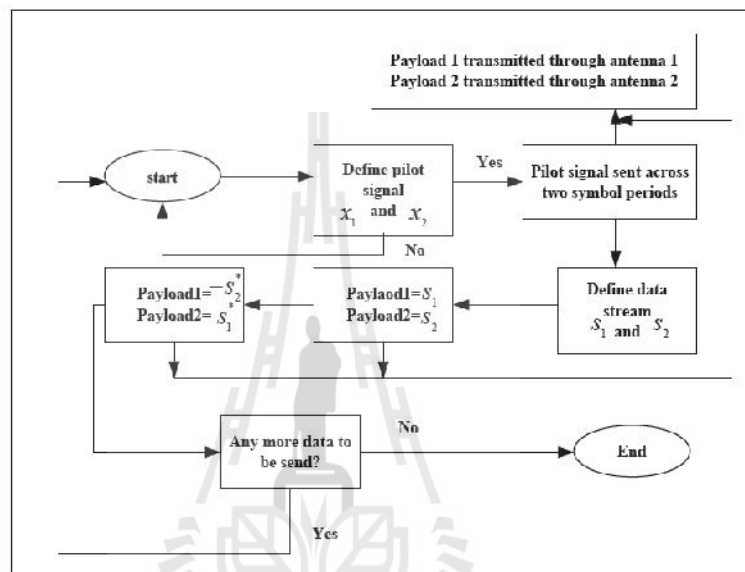 Payload 1 transmitted through antenna 1
Payload 2 transmitted through antenna 2
start
Define pilot
signal
x₁ and x₂
Yes
No
Pilot signal sent across
two symbol periods
Payload1=−s₂*
Payload2= s₁*
Paylaod1=s₁
Payload2=s₂
Define data
stream
s₁ and s₂
Any more data to
be send?
No
End
Yes